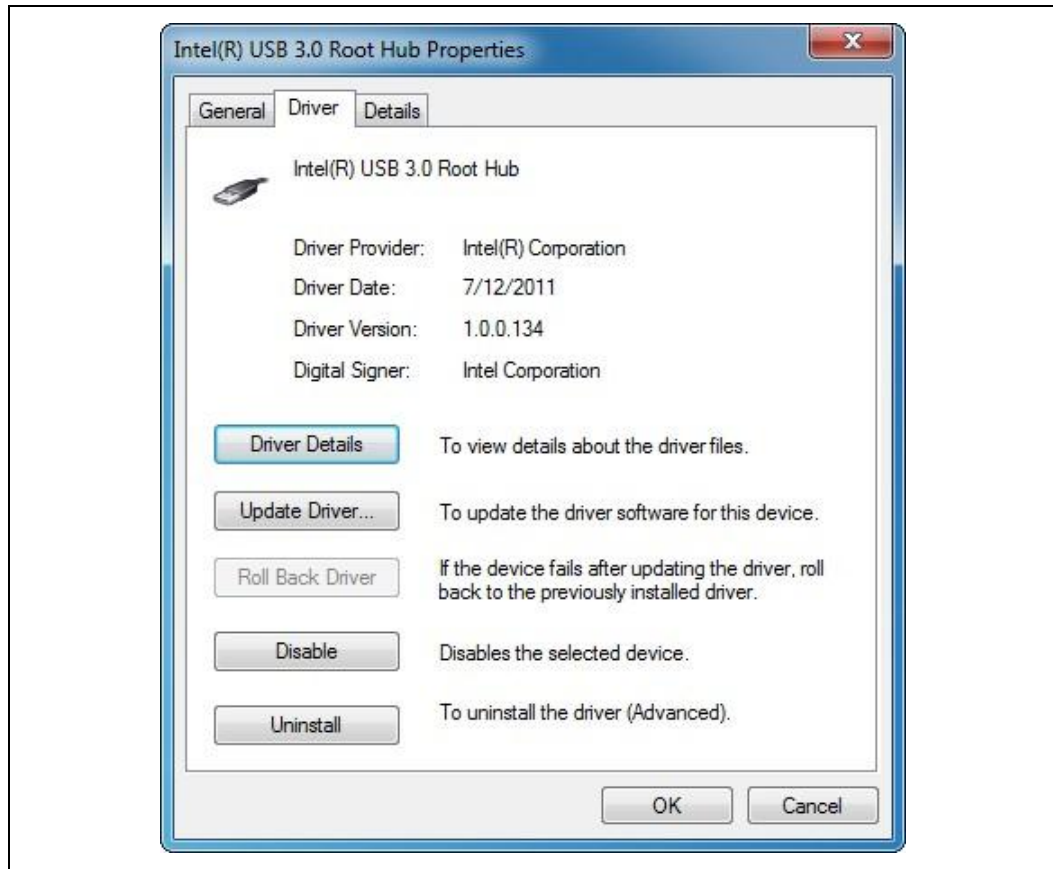 Intel(R) USB 3.0 Root Hub Properties
General Driver Details
Intel(R) USB 3.0 Root Hub
Driver Provider: Intel(R) Corporation
Driver Date: 7/12/2011
Driver Version: 1.0.0.134
Digital Signer: Intel Corporation
Driver Details To view details about the driver files.
Update Driver... To update the driver software for this device.
Roll Back Driver If the device fails after updating the driver, roll
back to the previously installed driver.
Disable Disables the selected device.
Uninstall To uninstall the driver (Advanced).
OK Cancel